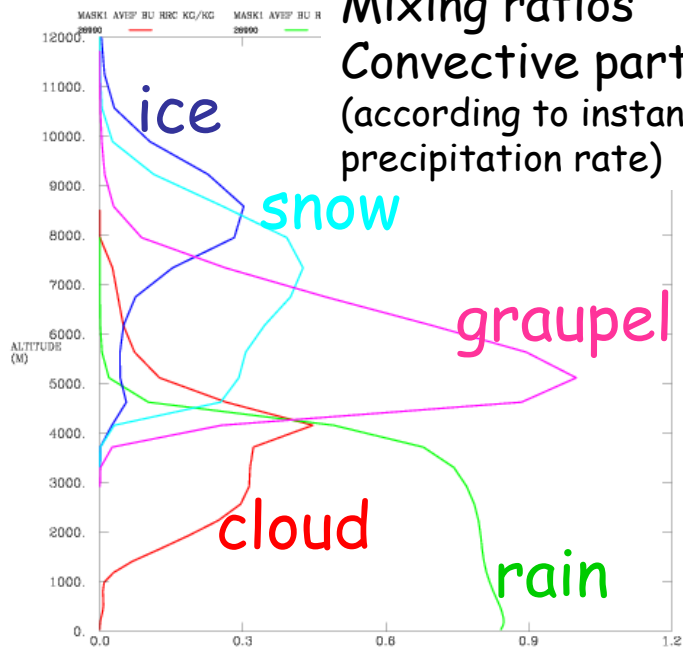 MASK1 AVEF BU HRC KG/KG MASK1 AVEF BU H
Mixing ratios
Convective part
(according to instan
precipitation rate)
12000.
11000.
10000.
9000.
8000.
7000.
6000.
5000.
4000.
3000.
2000.
1000.
0.
ALTITUDE
(M)
ice
snow
graupel
cloud
rain
0.0 0.3 0.6 0.9 1.2